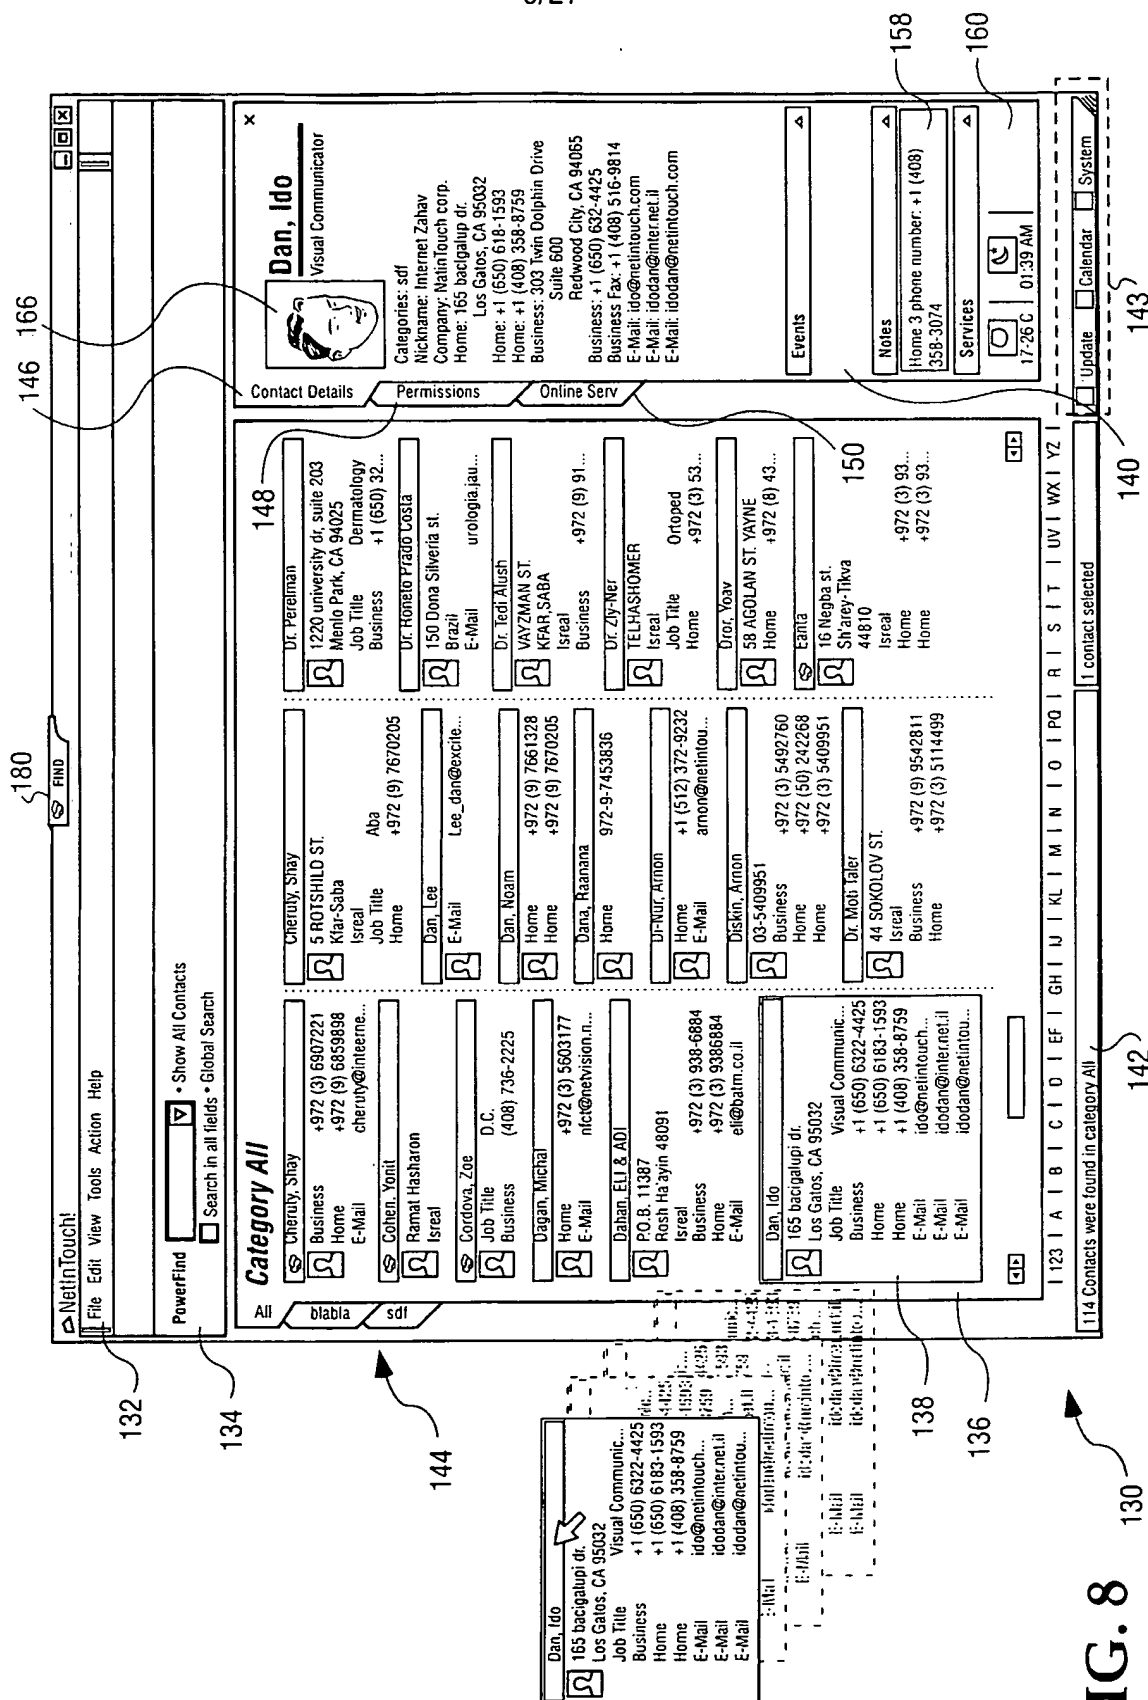 180
FIND
NetInTouch!
File Edit View Tools Action Help
PowerFind
• Show All Contacts
Search in all fields • Global Search
132
134
144
All
blabla
sdf
Category All
Cheruty, Shay
Business +972 (3) 6907221
Home +972 (9) 6859898
E-Mail cheruty@inteerne...
Cohen. Yonit
Ramat Hasharon
Isreal
Cordova, Zoe
Job Title D.C.
Business (408) 736-2225
Dagan, Michal
Home +972 (3) 5603177
E-Mail ntct@netvision.n...
Dahan, ELI & ADI
P.O.B. 11387
Rosh Ha'ayin 48091
Isreal
Business +972 (3) 938-6884
Home +972 (3) 9386884
E-Mail eli@batm.co.il
Dan, Ido
165 bacigalupi dr.
Los Gatos, CA 95032
Job Title Visual Communic...
Business +1 (650) 6322-4425
Home +1 (650) 6183-1593
Home +1 (408) 358-8759
E-Mail ido@netintouch...
E-Mail idodan@inter.net.il
E-Mail idodan@netintou...
Cheruty, Shay
5 ROTSHILD ST.
Kfar-Saba
Isreal
Job Title Aba
Home +972 (9) 7670205
Dan, Lee
E-Mail Lee_dan@excite...
Dan, Noam
Home +972 (9) 7661328
Home +972 (9) 7670205
Dana, Raanana
Home 972-9-7453836
Di-Nur, Arnon
Home +1 (512) 372-9232
E-Mail arnon@netintou...
Diskin, Arnon
03-5409951
Business +972 (3) 5492760
Home +972 (50) 242268
Home +972 (3) 5409951
Dr. Moti Taler
44 SOKOLOV ST.
Isreal
Business +972 (9) 9542811
Home +972 (3) 5114499
Dr. Perelman
1220 university dr, suite 203
Menlo Park, CA 94025
Job Title Dermatology
Business +1 (650) 32...
Dr. Roneto Prado Costa
150 Dona Silveria st.
Brazil
E-Mail urologia.jau...
Dr. Tedi Alush
VAYZMAN ST.
KFAR,SABA
Isreal
Business +972 (9) 91...
Dr. Ziy-Ner
TELHASHOMER
Isreal
Job Title Ortoped
Home +972 (3) 53...
Dror, Yoav
58 AGOLAN ST. YAYNE
Home +972 (8) 43...
Eanta
16 Negba st.
Sh'arey-Tikva
44810
Isreal
Home +972 (3) 93...
Home +972 (3) 93...
146
166
148
150
Contact Details
Permissions
Online Serv
Dan, Ido
Visual Communicator
Categories: sdf
Nickname: Internet Zahav
Company: NatinTouch corp.
Home: 165 bacigalup dr.
Los Gatos, CA 95032
Home: +1 (650) 618-1593
Home: +1 (408) 358-8759
Business: 303 Twin Dolphin Drive
Suite 600
Redwood City, CA 94065
Business: +1 (650) 632-4425
Business Fax: +1 (408) 516-9814
E-Mail: ido@netintouch.com
E-Mail: idodan@inter.net.il
E-Mail: idodan@netintouch.com
Events
Notes
Home 3 phone number: +1 (408)
358-3074
Services
17-26 C 01:39 AM
158
160
123 | A | B | C | D | EF | GH | IJ | KL | M | N | O | PQ | R | S | T | UV | WX | YZ |
114 Contacts were found in category All
1 contact selected
Update Calendar System
Dan, Ido
165 bacigalupi dr.
Los Gatos, CA 95032
Job Title Visual Communic...
Business +1 (650) 6322-4425
Home +1 (650) 6183-1593
Home +1 (408) 358-8759
E-Mail ido@netintouch...
E-Mail idodan@inter.net.il
E-Mail idodan@netintou...
138
136
142
140
143
130
IG. 8